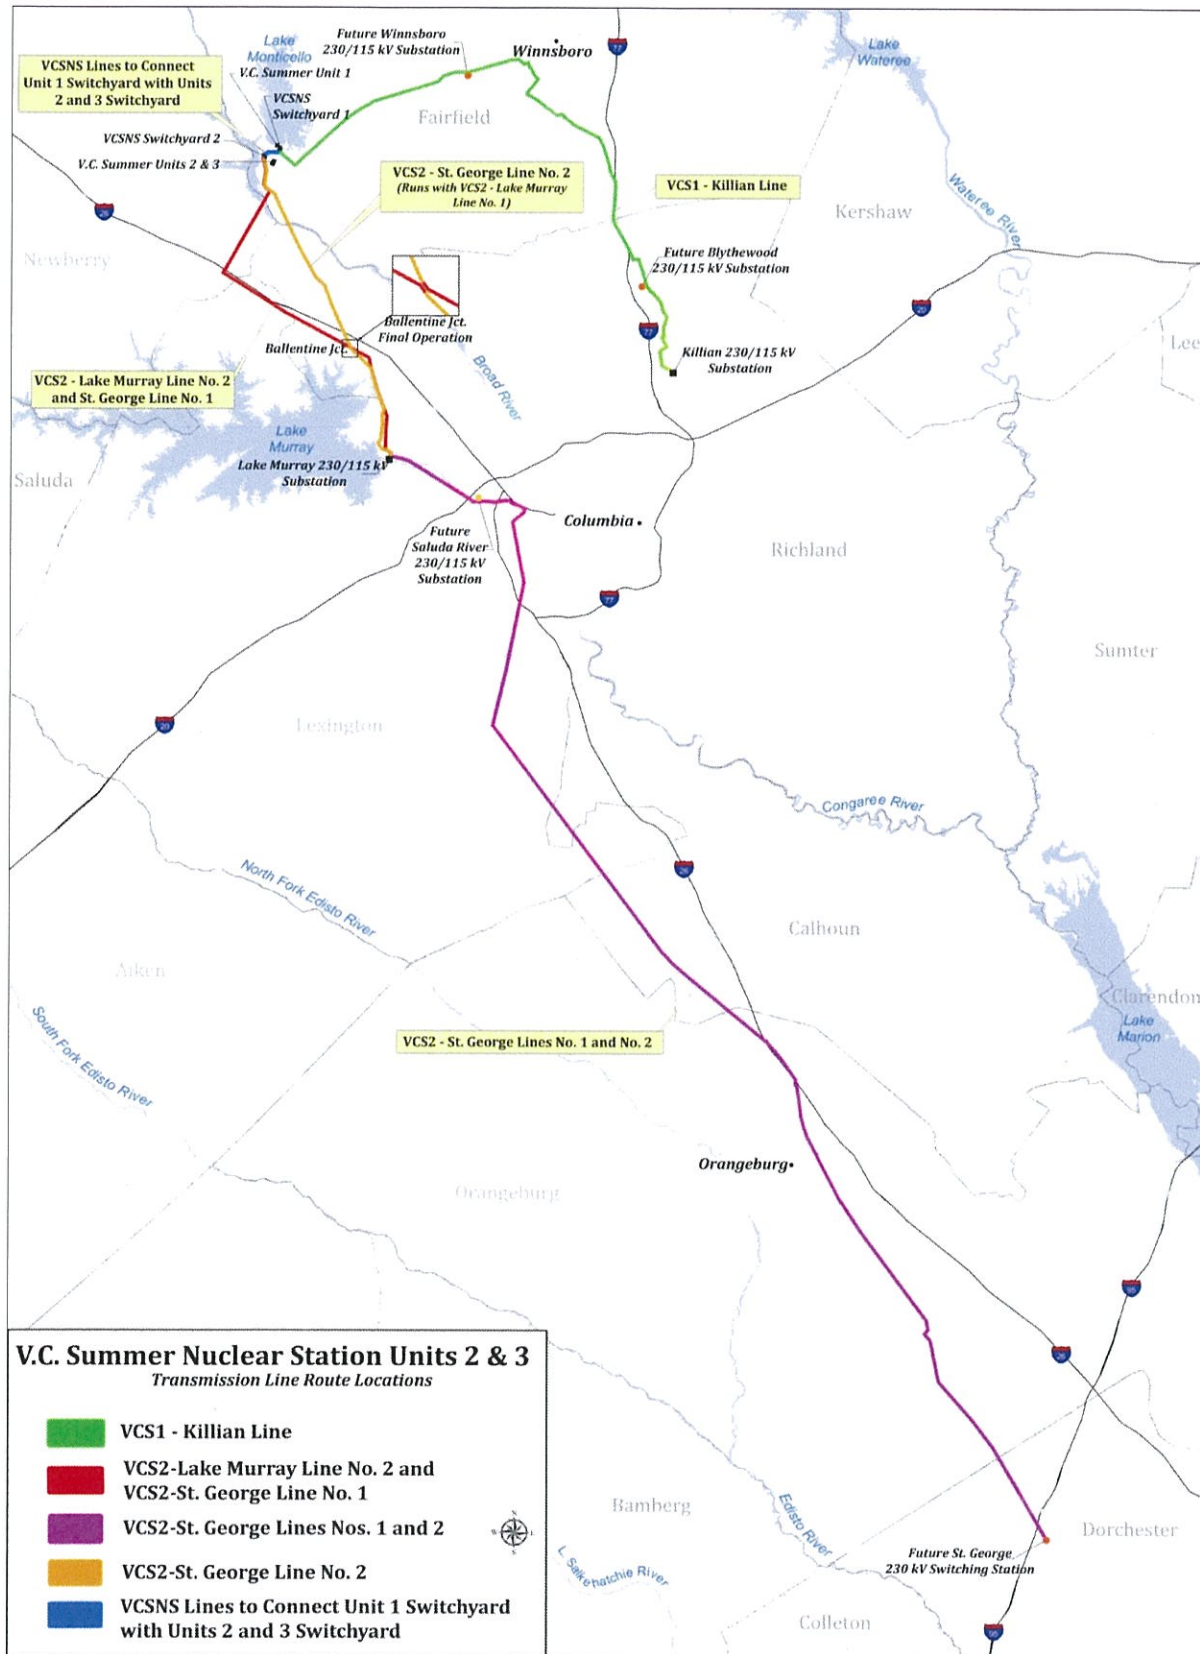 Lake
Monticello
Future Winnsboro
230/115 kV Substation
Winnsboro
77
Lake
Wateree
VCSNS Lines to Connect
Unit 1 Switchyard with Units
2 and 3 Switchyard
V.C. Summer Unit 1
VCSNS
Switchyard 1
Fairfield
VCSNS Switchyard 2
V.C. Summer Units 2 & 3
VCS2 - St. George Line No. 2
(Runs with VCS2 - Lake Murray
Line No. 1)
VCS1 - Killian Line
Kershaw
Wateree River
26
Newberry
Future Blythewood
230/115 kV Substation
20
Ballentine Jct.
Final Operation
77
Ballentine Jct.
Lee
Killian 230/115 kV
Substation
Broad River
VCS2 - Lake Murray Line No. 2
and St. George Line No. 1
Lake
Murray
Lake Murray 230/115 kV
Substation
Saluda
Columbia
Future
Saluda River
230/115 kV
Substation
Richland
77
Sumter
Lexington
20
Congaree River
26
North Fork Edisto River
Calhoun
Aiken
Clarendon
Lake
Marion
South Fork Edisto River
VCS2 - St. George Lines No. 1 and No. 2
Orangeburg
Orangeburg
95
26
V.C. Summer Nuclear Station Units 2 & 3
Transmission Line Route Locations
VCS1 - Killian Line
VCS2-Lake Murray Line No. 2 and
VCS2-St. George Line No. 1
VCS2-St. George Lines Nos. 1 and 2
VCS2-St. George Line No. 2
VCSNS Lines to Connect Unit 1 Switchyard
with Units 2 and 3 Switchyard
Bamberg
Edisto River
Dorchester
Future St. George
230 kV Switching Station
L. Salkehatchie River
Colleton
95